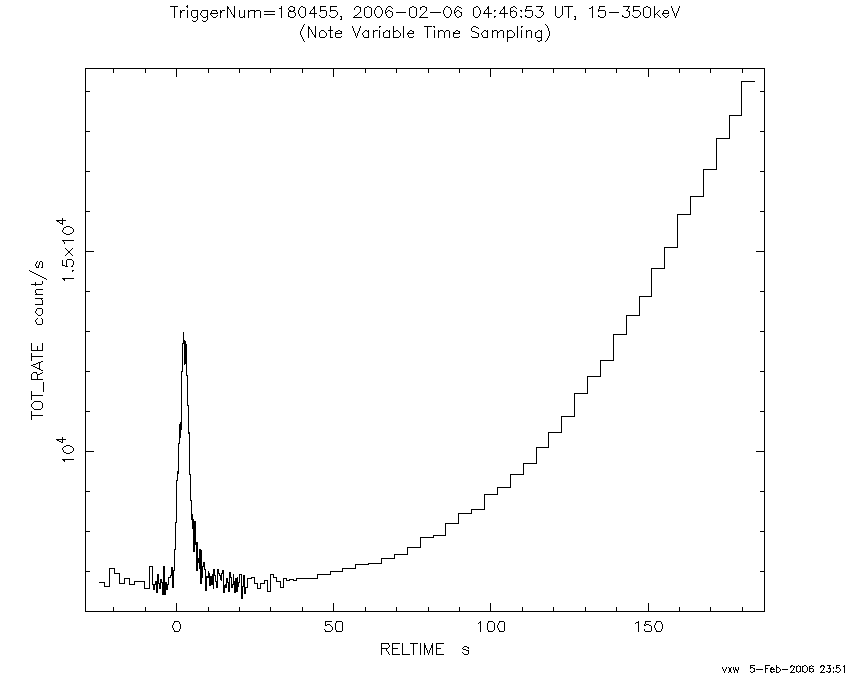 TriggerNum=180455, 2006-02-06 04:46:53 UT, 15-350keV
(Note Variable Time Sampling)
TOT_RATE count/s
1.5×10⁴
10⁴
0 50 100 150
RELTIME s
vxw 5-Feb-2006 23:51